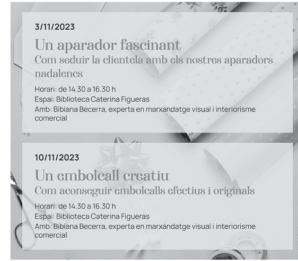 3/11/2023
Un aparador fascinant
Com seduir la clientela amb els nostres aparadors
nadalencs
Horari: de 14.30 a 16.30 h
Espai: Biblioteca Caterina Figueras
Amb: Bibiana Becerra, experta en marxandatge visual i interiorisme
comercial
10/11/2023
Un embolcall creatiu
Com aconseguir embolcalls efectius i originals
Horari: de 14.30 a 16.30 h
Espai: Biblioteca Caterina Figueras
Amb: Bibiana Becerra, experta en marxandatge visual i interiorisme
comercial